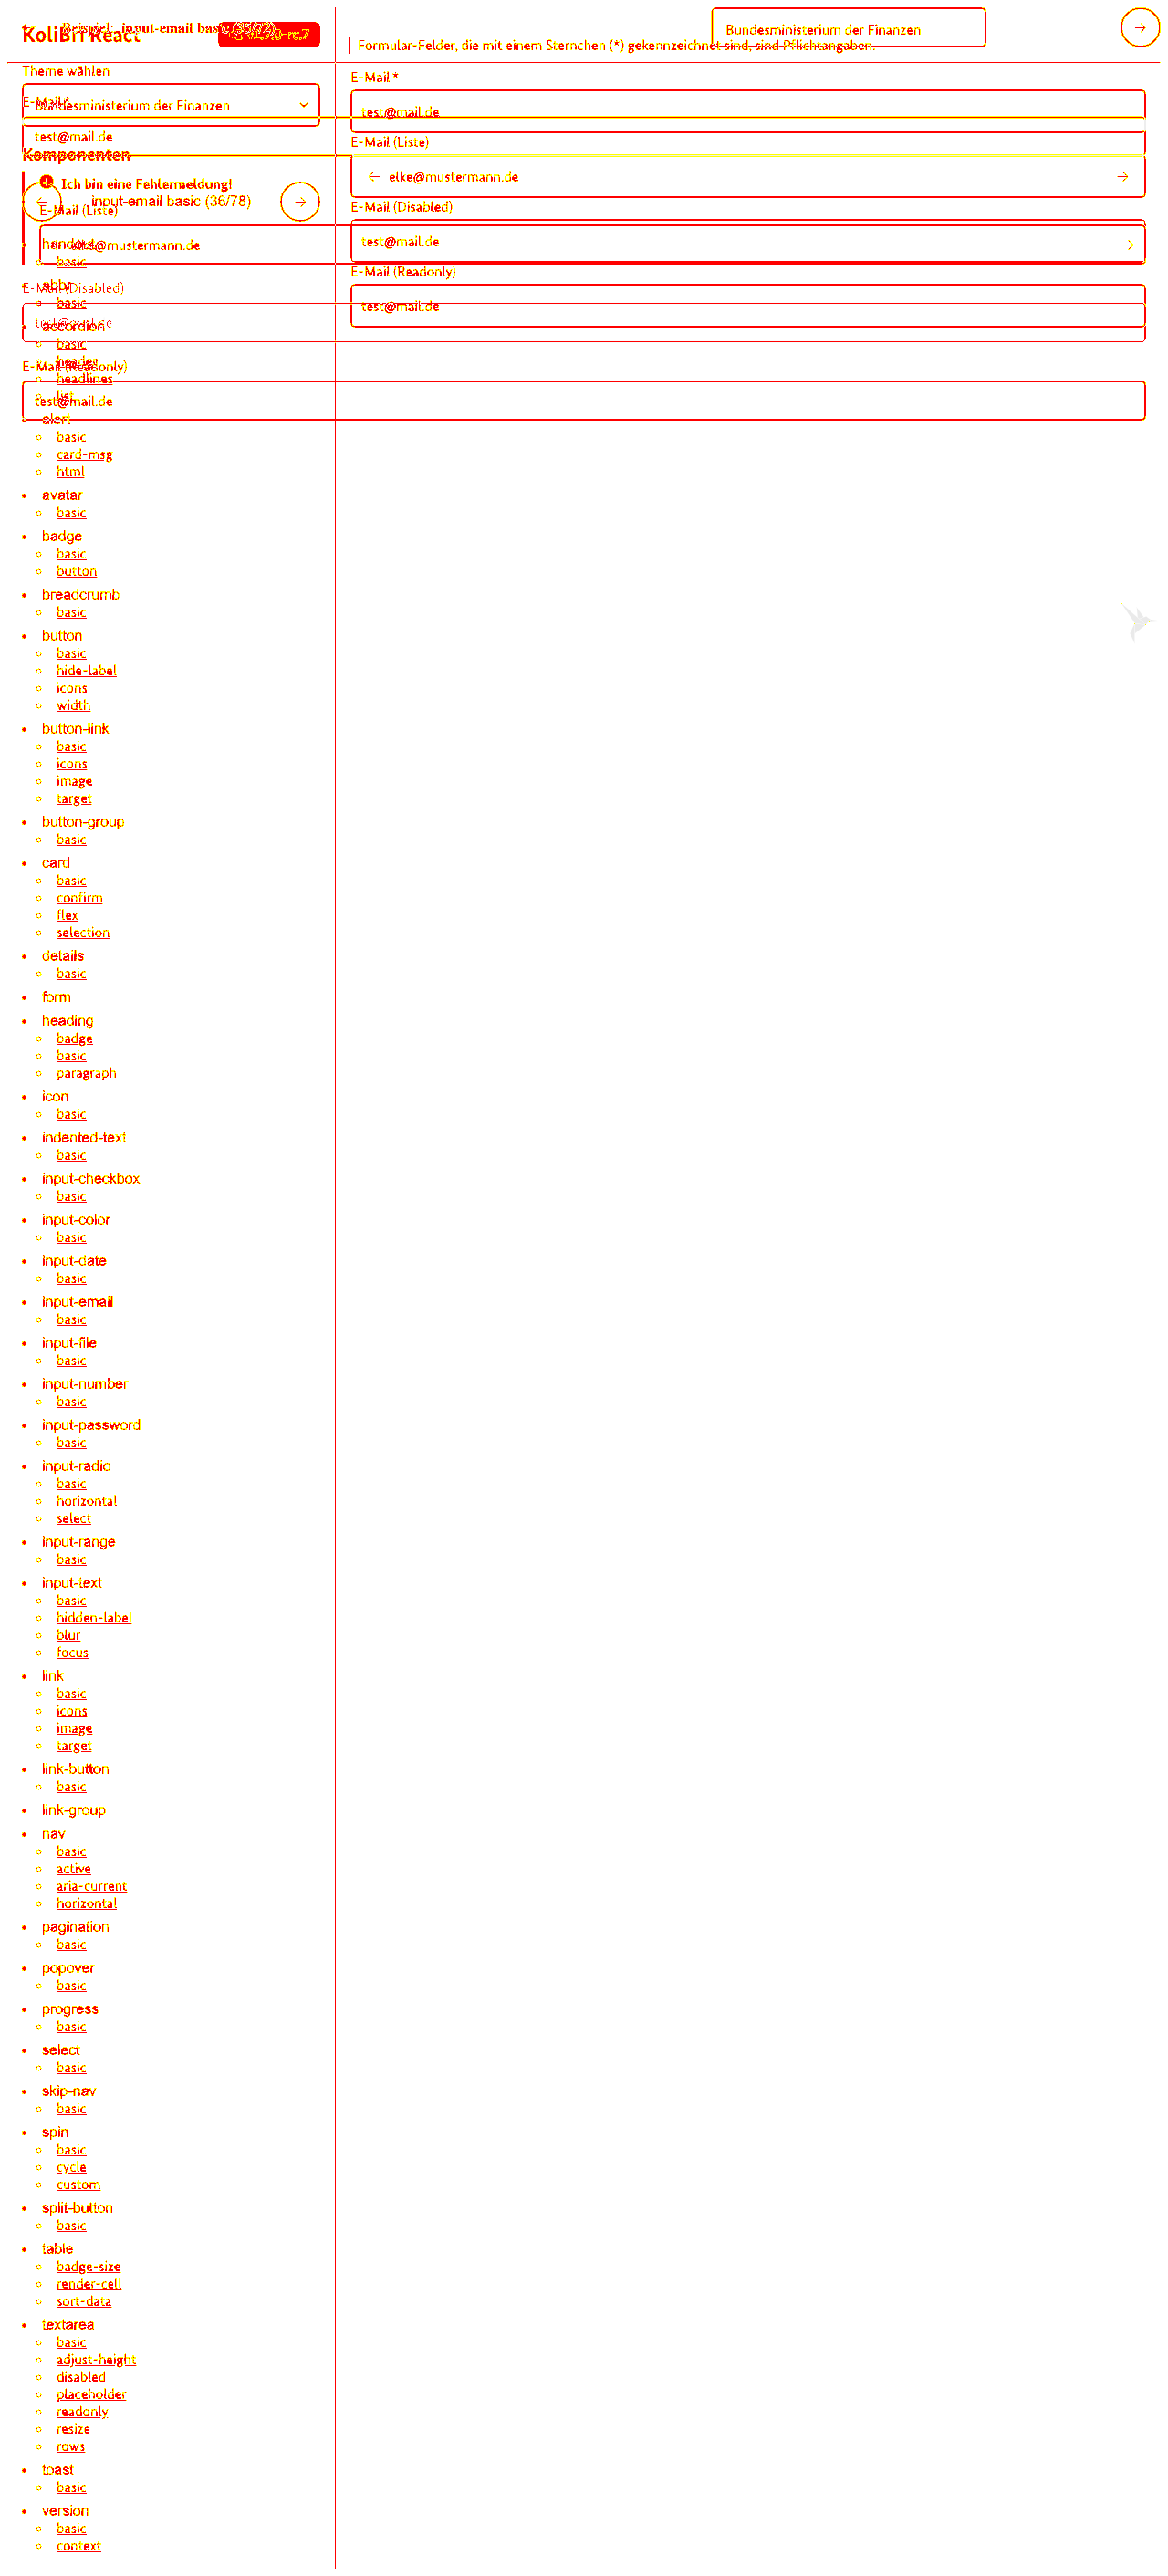 KoliBri React
Beispiel: input-email basic
Bundesministerium der Finanzen
Formular-Felder, die mit einem Sternchen (*) gekennzeichnet sind, sind Pflichtangaben.
Theme wählen
E-Mail *
E-Mail *
Bundesministerium der Finanzen
test@mail.de
test@mail.de
E-Mail (Liste)
Komponenten
elke@mustermann.de
Ich bin eine Fehlermeldung!
input-email basic (36/78)
E-Mail (Liste)
E-Mail (Disabled)
handout
elke@mustermann.de
test@mail.de
basic
E-Mail (Readonly)
abbr
E-Mail (Disabled)
basic
test@mail.de
accordion
test@mail.de
basic
header
E-Mail (Readonly)
headlines
list
test@mail.de
alert
basic
card-msg
html
avatar
basic
badge
basic
button
breadcrumb
basic
button
basic
hide-label
icons
width
button-link
basic
icons
image
target
button-group
basic
card
basic
confirm
flex
selection
details
basic
form
heading
badge
basic
paragraph
icon
basic
indented-text
basic
input-checkbox
basic
input-color
basic
input-date
basic
input-email
basic
input-file
basic
input-number
basic
input-password
basic
input-radio
basic
horizontal
select
input-range
basic
input-text
basic
hidden-label
blur
focus
link
basic
icons
image
target
link-button
basic
link-group
nav
basic
active
aria-current
horizontal
pagination
basic
popover
basic
progress
basic
select
basic
skip-nav
basic
spin
basic
cycle
custom
split-button
basic
table
badge-size
render-cell
sort-data
textarea
basic
adjust-height
disabled
placeholder
readonly
resize
rows
toast
basic
version
basic
context